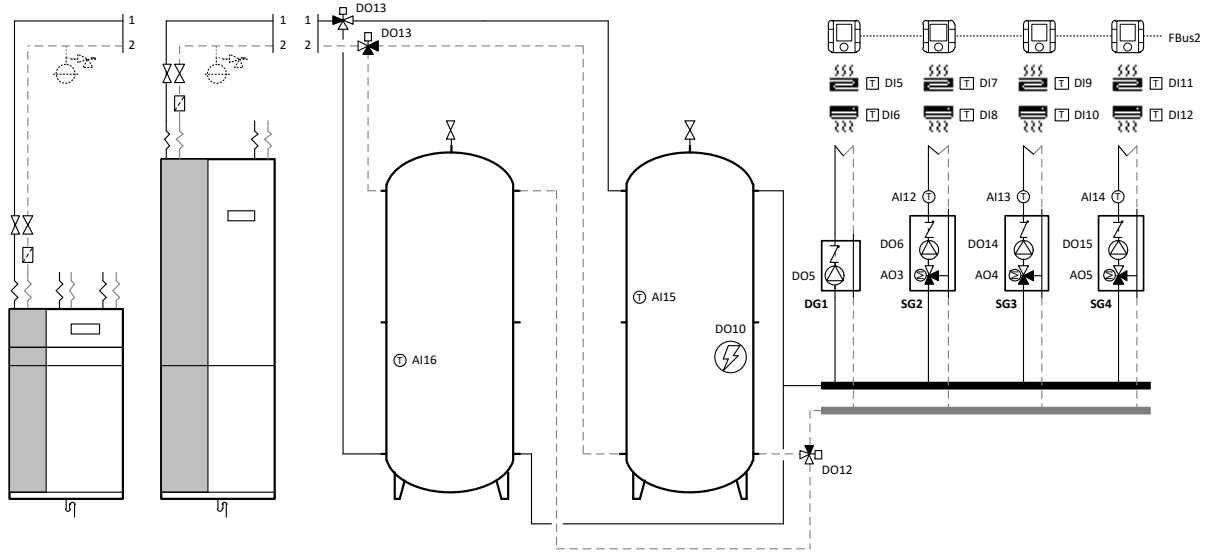 DO13
1 1 1
DO13
2 2 2
FBus2
T DI5 T DI7 T DI9 T DI11
T DI6 T DI8 T DI10 T DI12
AI12 T AI13 T AI14 T
DO6 DO14 DO15
DO5 AO3 M AO4 M AO5 M
DG1 SG2 SG3 SG4
T AI15
DO10
T AI16
DO12